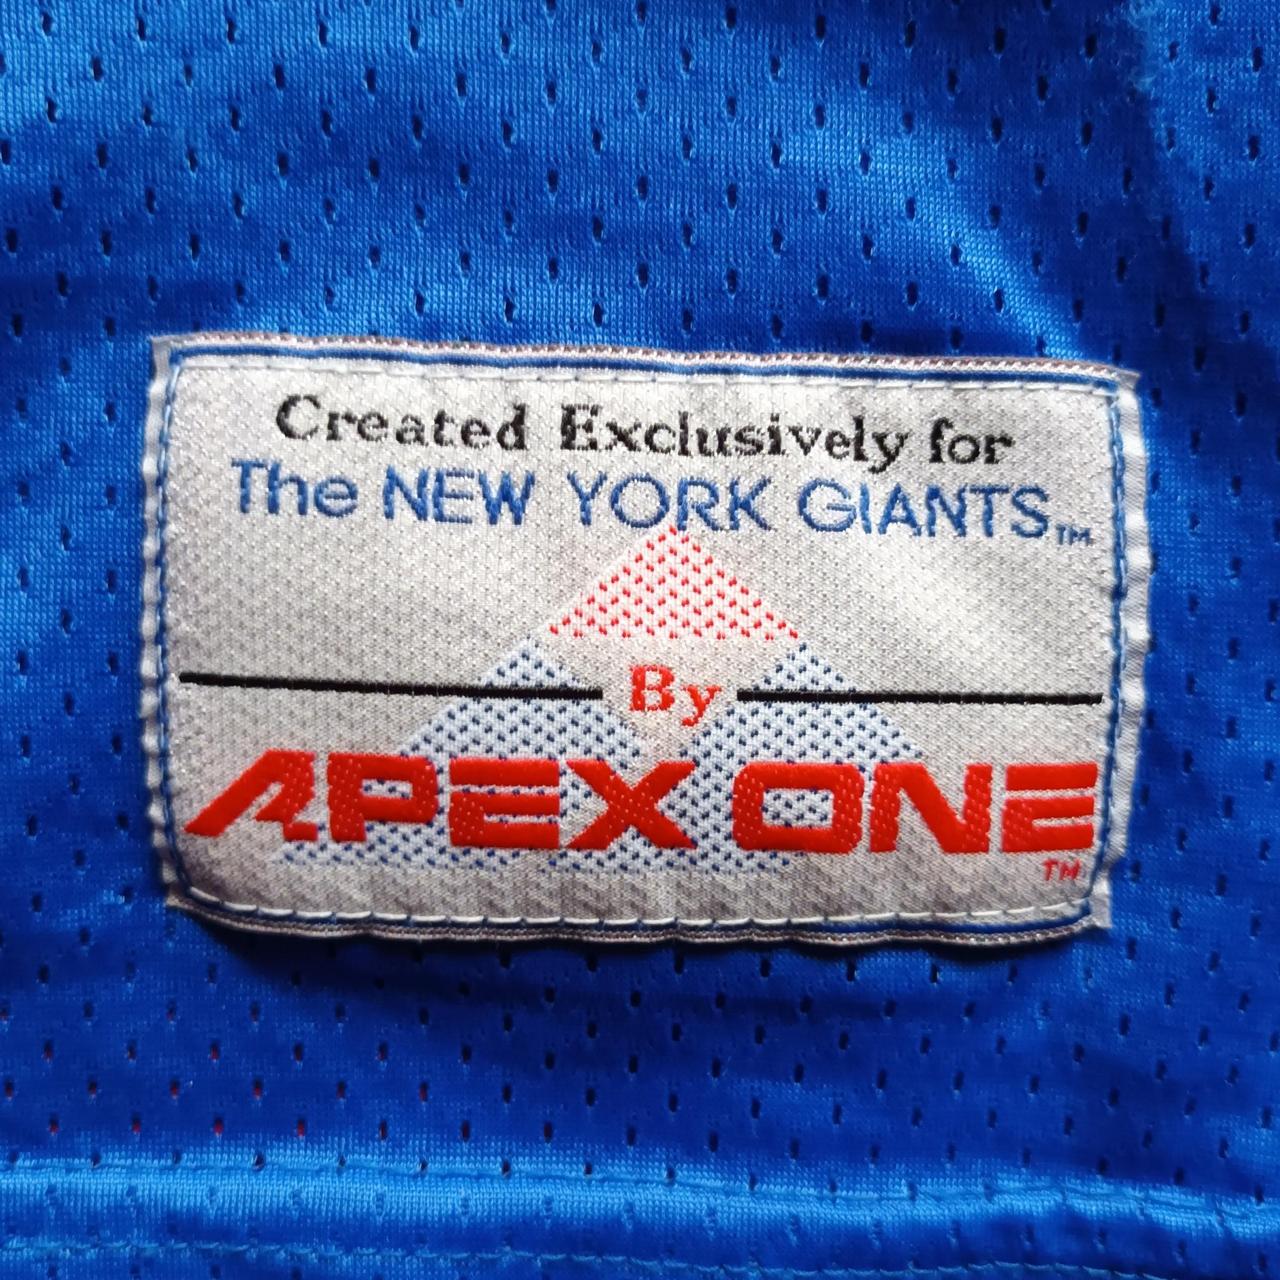 Created Exclusively for
The NEW YORK GIANTS™
By
APEX ONE
TM